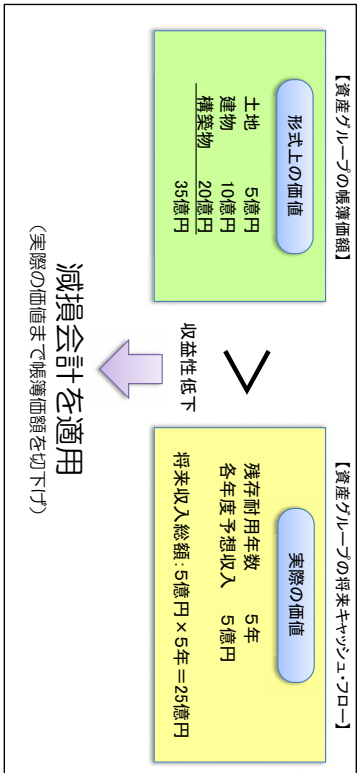 【資産グループの帳簿価額】
形式上の価値
土地 5億円
建物 10億円
構築物 20億円
35億円
＞
収益性低下
【資産グループの将来キャッシュ・フロー】
実際の価値
残存耐用年数 5年
各年度予想収入 5億円
将来収入総額：5億円×5年＝25億円
減損会計を適用
（実際の価値まで帳簿価額を切下げ）